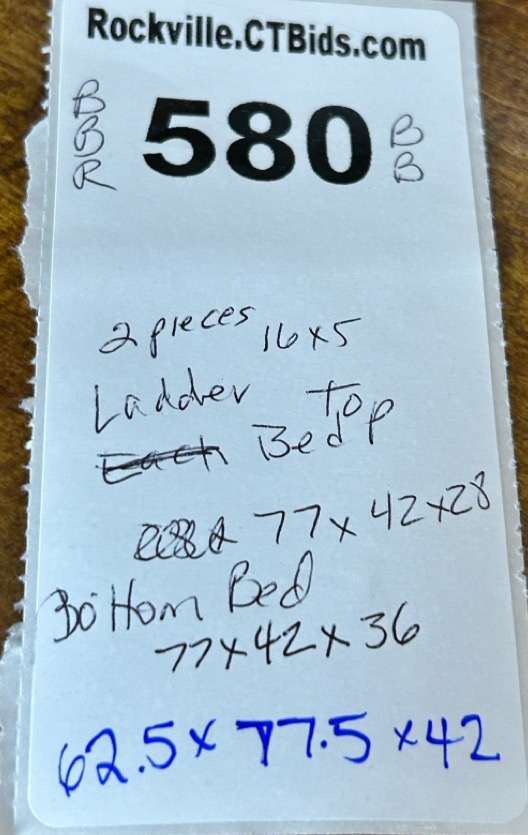 Rockville.CTBids.com
B B R 580 B B
2 pieces 16x5
Ladder Top
Each Bed
77x42x28
Bottom Bed
77x42x36
62.5x77.5x42